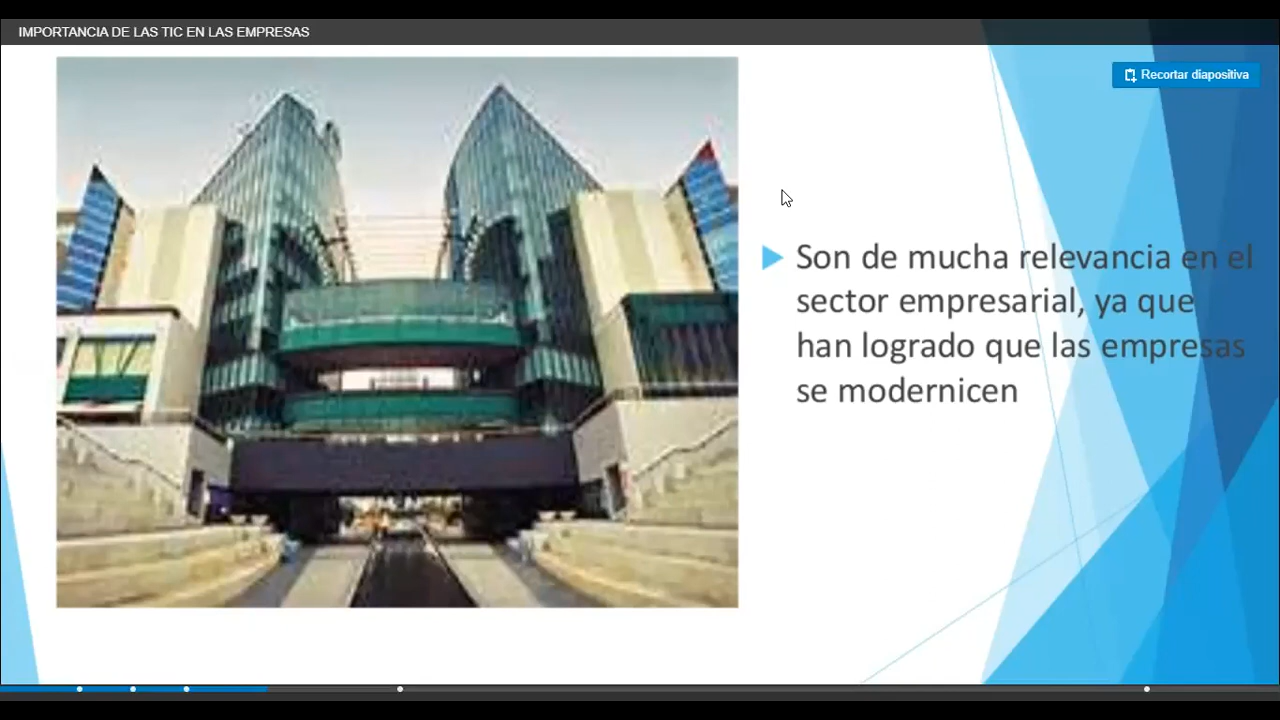 IMPORTANCIA DE LAS TIC EN LAS EMPRESAS
Recortar diapositiva
Son de mucha relevancia en el
sector empresarial, ya que
han logrado que las empresas
se modernicen